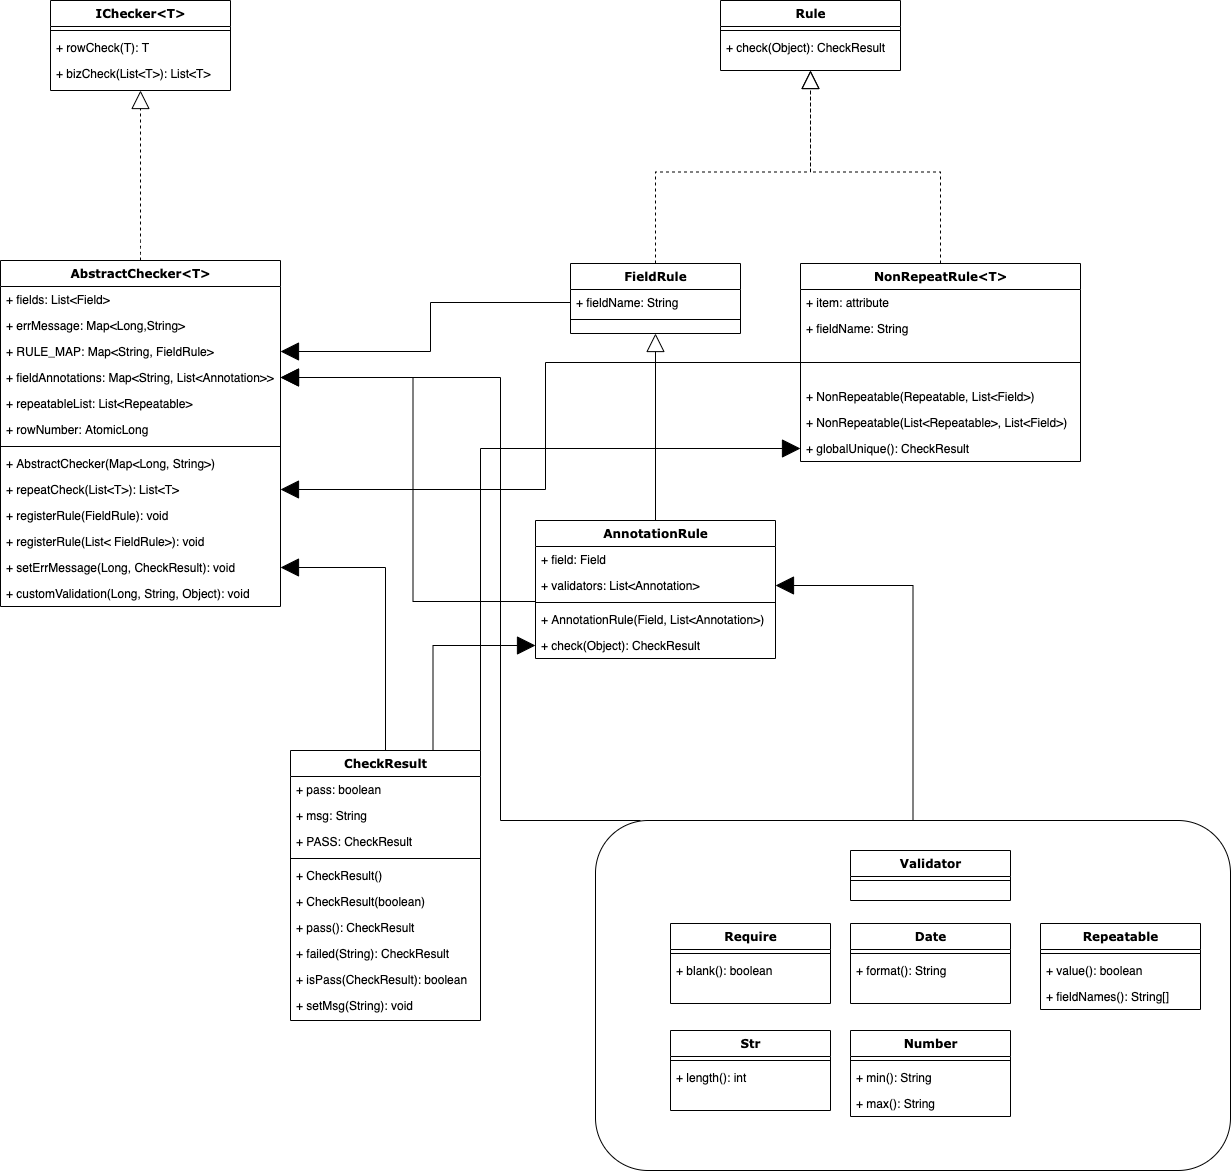 IChecker<T>
+ rowCheck(T): T
+ bizCheck(List<T>): List<T>
Rule
+ check(Object): CheckResult
AbstractChecker<T>
+ fields: List<Field>
+ errMessage: Map<Long,String>
+ RULE_MAP: Map<String, FieldRule>
+ fieldAnnotations: Map<String, List<Annotation>>
+ repeatableList: List<Repeatable>
+ rowNumber: AtomicLong
+ AbstractChecker(Map<Long, String>)
+ repeatCheck(List<T>): List<T>
+ registerRule(FieldRule): void
+ registerRule(List< FieldRule>): void
+ setErrMessage(Long, CheckResult): void
+ customValidation(Long, String, Object): void
FieldRule
+ fieldName: String
NonRepeatRule<T>
+ item: attribute
+ fieldName: String
+ NonRepeatable(Repeatable, List<Field>)
+ NonRepeatable(List<Repeatable>, List<Field>)
+ globalUnique(): CheckResult
AnnotationRule
+ field: Field
+ validators: List<Annotation>
+ AnnotationRule(Field, List<Annotation>)
+ check(Object): CheckResult
CheckResult
+ pass: boolean
+ msg: String
+ PASS: CheckResult
+ CheckResult()
+ CheckResult(boolean)
+ pass(): CheckResult
+ failed(String): CheckResult
+ isPass(CheckResult): boolean
+ setMsg(String): void
Validator
Require
+ blank(): boolean
Date
+ format(): String
Repeatable
+ value(): boolean
+ fieldNames(): String[]
Str
+ length(): int
Number
+ min(): String
+ max(): String